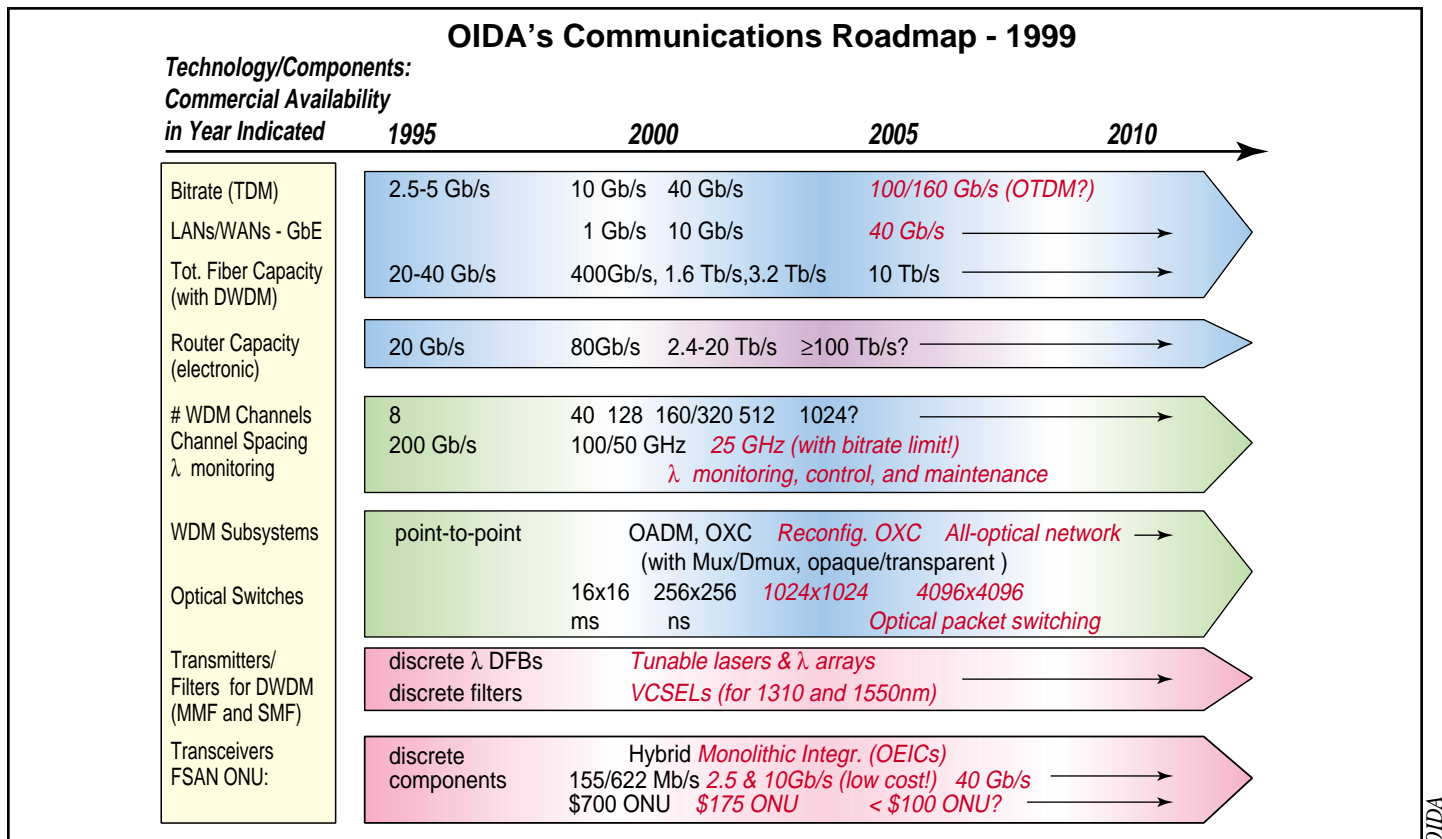 OIDA's Communications Roadmap - 1999
Technology/Components:
Commercial Availability
in Year Indicated 1995 2000 2005 2010
Bitrate (TDM) 2.5-5 Gb/s 10 Gb/s 40 Gb/s 100/160 Gb/s (OTDM?)
LANs/WANs - GbE 1 Gb/s 10 Gb/s 40 Gb/s
Tot. Fiber Capacity 20-40 Gb/s 400Gb/s, 1.6 Tb/s,3.2 Tb/s 10 Tb/s
(with DWDM)
Router Capacity 20 Gb/s 80Gb/s 2.4-20 Tb/s ≥100 Tb/s?
(electronic)
# WDM Channels 8 40 128 160/320 512 1024?
Channel Spacing 200 Gb/s 100/50 GHz 25 GHz (with bitrate limit!)
λ monitoring λ monitoring, control, and maintenance
WDM Subsystems point-to-point OADM, OXC Reconfig. OXC All-optical network
(with Mux/Dmux, opaque/transparent )
Optical Switches 16x16 256x256 1024x1024 4096x4096
ms ns Optical packet switching
Transmitters/ discrete λ DFBs Tunable lasers & λ arrays
Filters for DWDM discrete filters VCSELs (for 1310 and 1550nm)
(MMF and SMF)
Transceivers discrete Hybrid Monolithic Integr. (OEICs)
FSAN ONU: components 155/622 Mb/s 2.5 & 10Gb/s (low cost!) 40 Gb/s
$700 ONU $175 ONU < $100 ONU?
OIDA